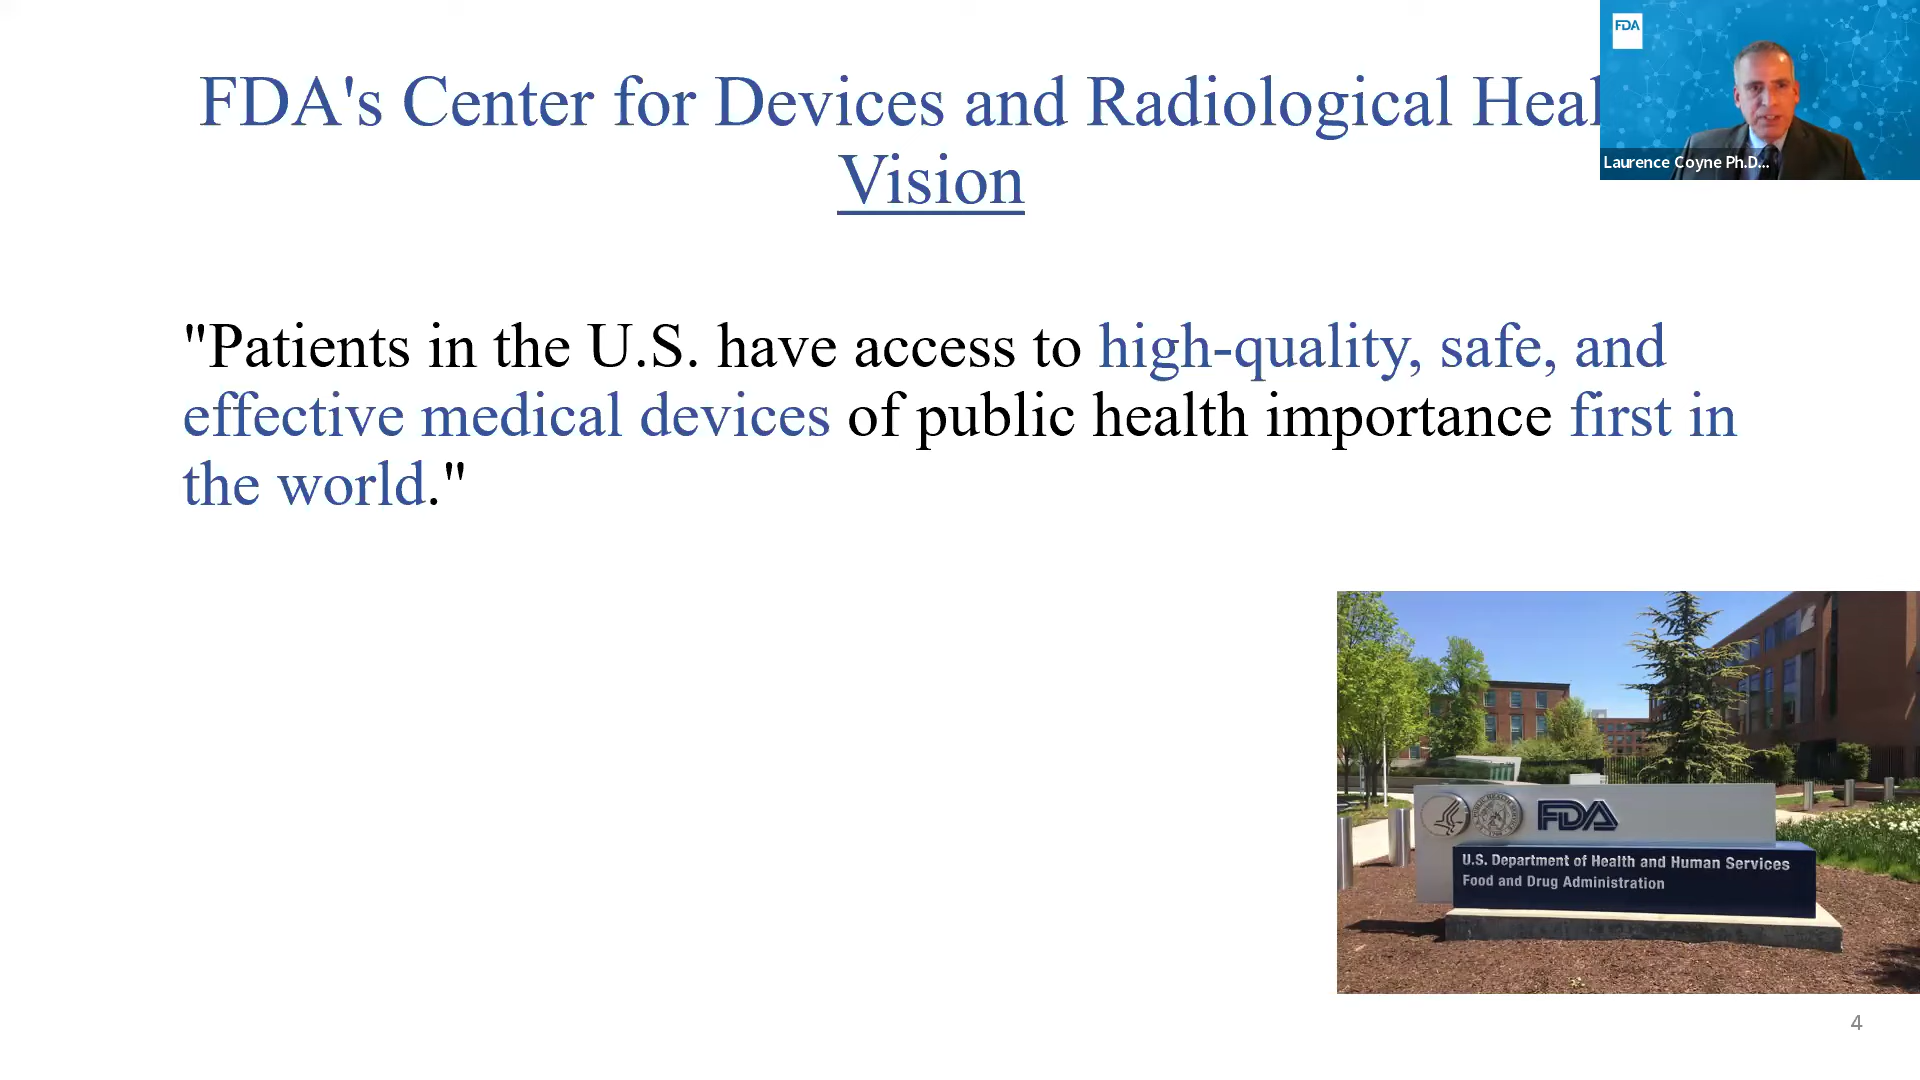 FDA's Center for Devices and Radiological Heal
Vision
FDA
Laurence Coyne Ph.D...
"Patients in the U.S. have access to high-quality, safe, and
effective medical devices of public health importance first in
the world."
FDA
U.S. Department of Health and Human Services
Food and Drug Administration
4